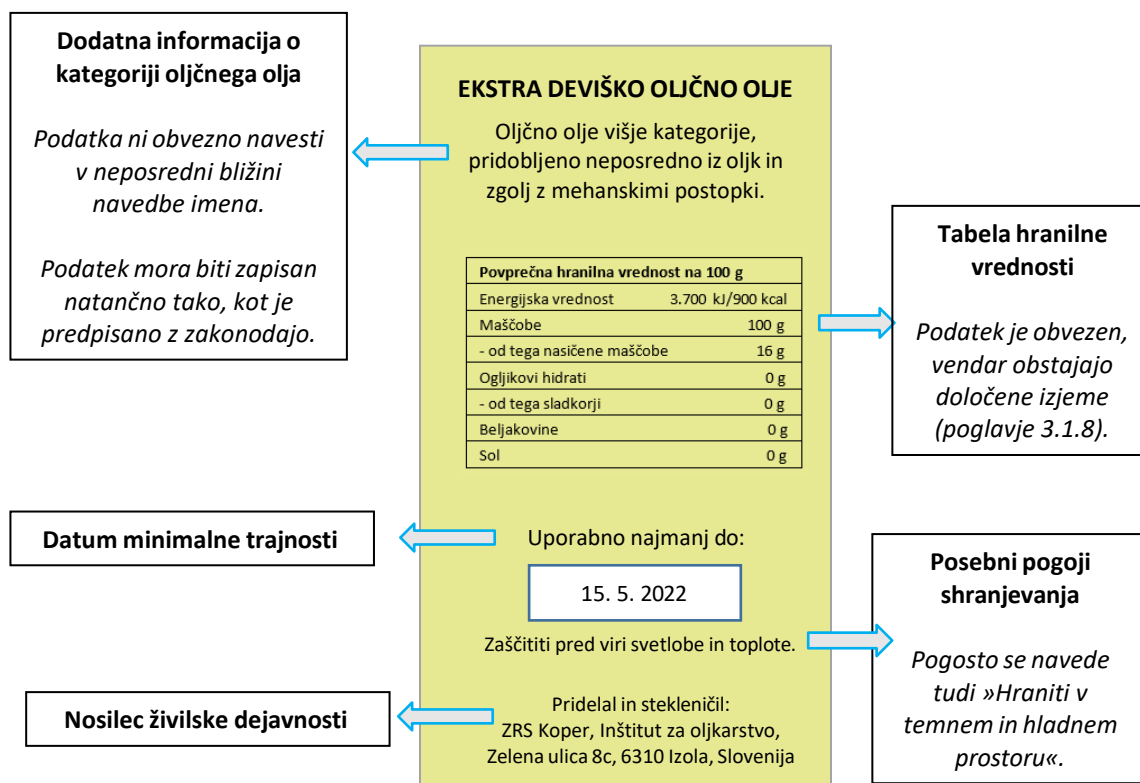 Dodatna informacija o
kategoriji oljčnega olja
Podatka ni obvezno navesti
v neposredni bližini
navedbe imena.
Podatek mora biti zapisan
natančno tako, kot je
predpisano z zakonodajo.
EKSTRA DEVIŠKO OLJČNO OLJE
Oljčno olje višje kategorije,
pridobljeno neposredno iz oljk in
zgolj z mehanskimi postopki.
Povprečna hranilna vrednost na 100 g
Energijska vrednost 3.700 kJ/900 kcal
Maščobe 100 g
- od tega nasičene maščobe 16 g
Ogljikovi hidrati 0 g
- od tega sladkorji 0 g
Beljakovine 0 g
Sol 0 g
Tabela hranilne
vrednosti
Podatek je obvezen,
vendar obstajajo
določene izjeme
(poglavje 3.1.8).
Datum minimalne trajnosti
Uporabno najmanj do:
15. 5. 2022
Zaščititi pred viri svetlobe in toplote.
Posebni pogoji
shranjevanja
Pogosto se navede
tudi »Hraniti v
temnem in hladnem
prostoru«.
Nosilec živilske dejavnosti
Pridelal in stekleničil:
ZRS Koper, Inštitut za oljkarstvo,
Zelena ulica 8c, 6310 Izola, Slovenija